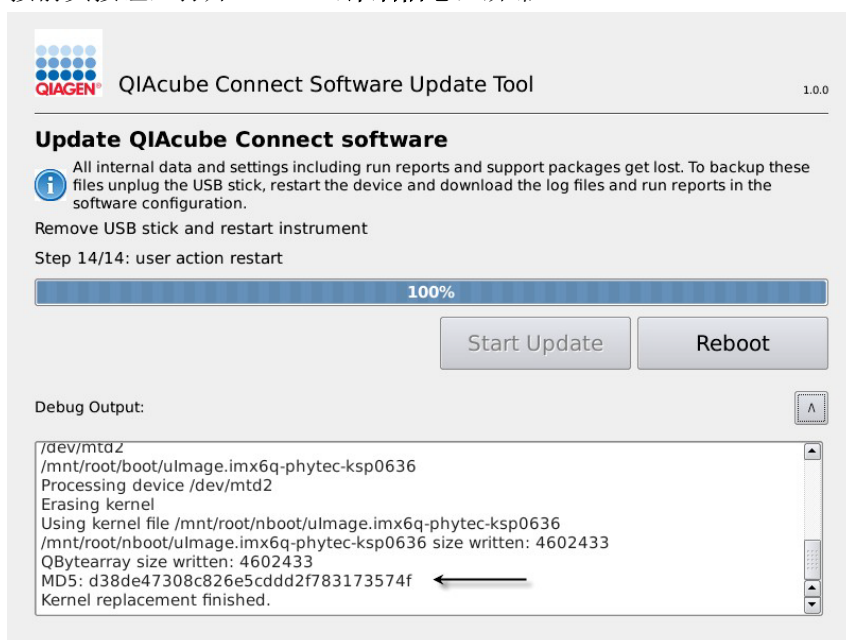 QIAGEN
QIAcube Connect Software Update Tool
1.0.0
Update QIAcube Connect software
All internal data and settings including run reports and support packages get lost. To backup these
files unplug the USB stick, restart the device and download the log files and run reports in the
software configuration.
Remove USB stick and restart instrument
Step 14/14: user action restart
100%
Start Update
Reboot
Debug Output:
/dev/mtd2
/mnt/root/boot/uImage.imx6q-phytec-ksp0636
Processing device /dev/mtd2
Erasing kernel
Using kernel file /mnt/root/nboot/uImage.imx6q-phytec-ksp0636
/mnt/root/nboot/uImage.imx6q-phytec-ksp0636 size written: 4602433
QBytearray size written: 4602433
MD5: d38de47308c826e5cddd2f783173574f
Kernel replacement finished.